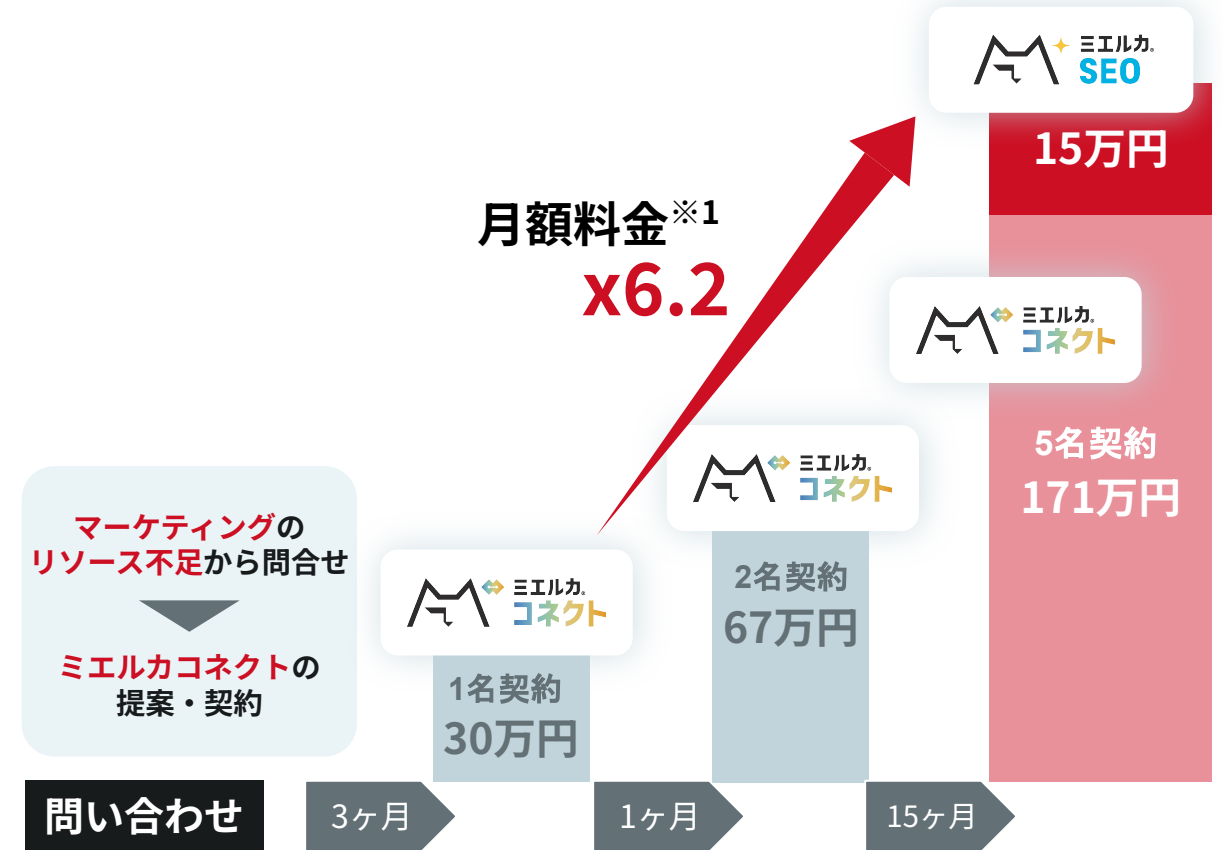 ミエルカ®
SEO
15万円
月額料金※1
x6.2
ミエルカ®
コネクト
5名契約
171万円
ミエルカ®
コネクト
2名契約
67万円
ミエルカ®
コネクト
1名契約
30万円
マーケティングの
リソース不足から問合せ
ミエルカコネクトの
提案・契約
問い合わせ
3ヶ月
1ヶ月
15ヶ月